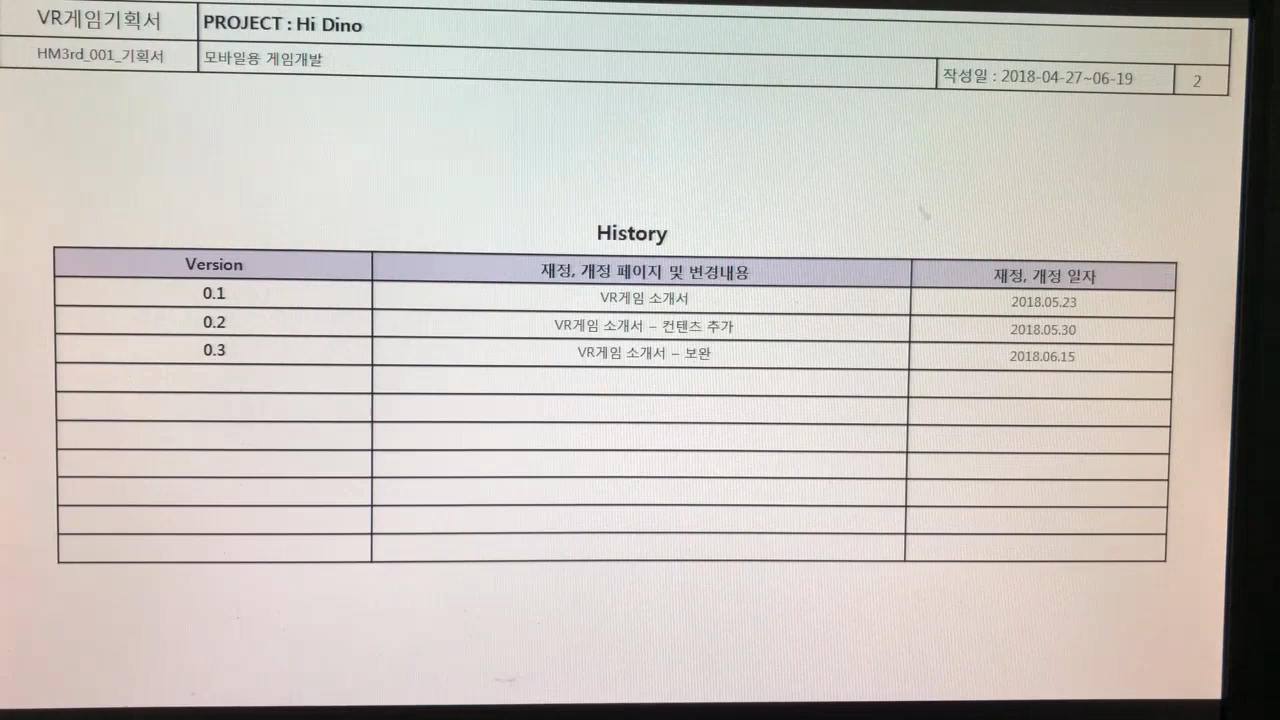 VR게임기획서 PROJECT : Hi Dino
HM3rd_001_기획서 모바일용 게임개발 작성일 : 2018-04-27~06-19 2
History
Version 재정, 개정 페이지 및 변경내용 재정, 개정 일자
0.1 VR게임 소개서 2018.05.23
0.2 VR게임 소개서 – 컨텐츠 추가 2018.05.30
0.3 VR게임 소개서 – 보완 2018.06.15